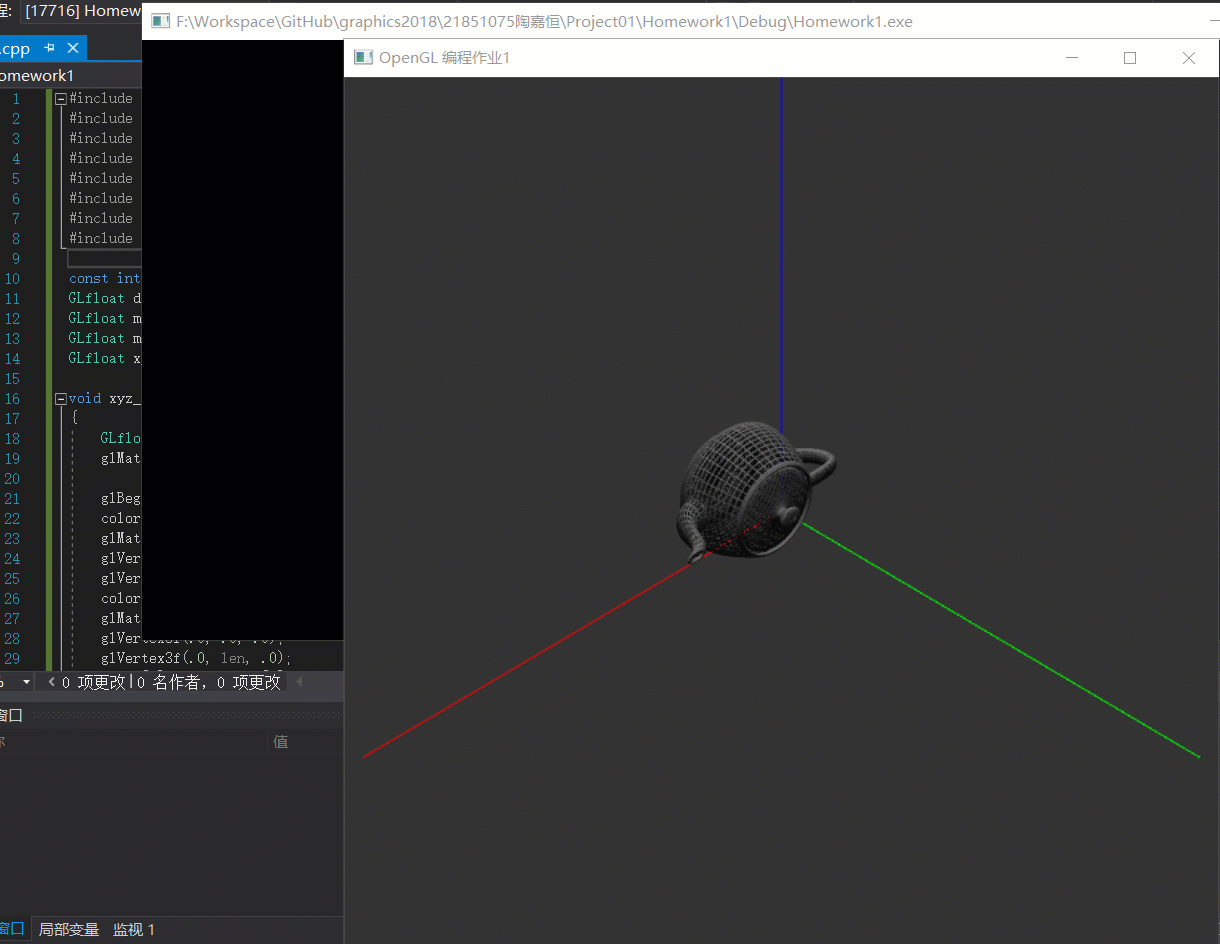 程: [17716] Homew
F:\Workspace\GitHub\graphics2018\21851075陶嘉恒\Project01\Homework1\Debug\Homework1.exe
.cpp
OpenGL 编程作业1
omework1
1 #include
2 #include
3 #include
4 #include
5 #include
6 #include
7 #include
8 #include
9
10 const int
11 GLfloat d
12 GLfloat m
13 GLfloat m
14 GLfloat x
15
16 void xyz_
17 {
18 GLflo
19 glMat
20
21 glBeg
22 color
23 glMat
24 glVer
25 glVer
26 color
27 glMat
28 glVertex3f(.0, .0, .0);
29 glVertex3f(.0, len, .0);
% 0 项更改 | 0 名作者，0 项更改
窗口
称 值
窗口 局部变量 监视 1